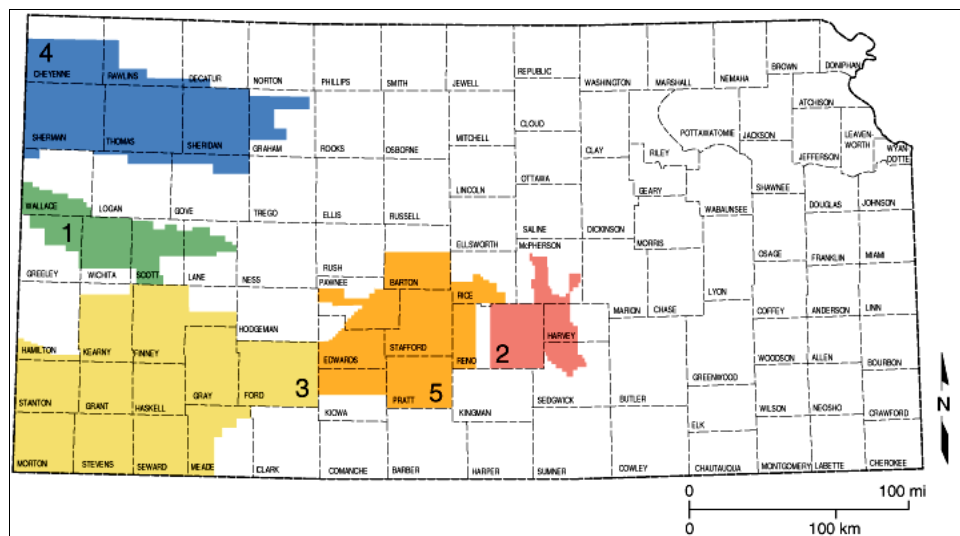 4
CHEYENNE
RAWLINS
DECATUR
NORTON
PHILLIPS
SMITH
JEWELL
REPUBLIC
WASHINGTON
MARSHALL
NEMAHA
BROWN
DONIPHAN
SHERMAN
THOMAS
SHERIDAN
GRAHAM
ROOKS
OSBORNE
MITCHELL
CLOUD
CLAY
RILEY
POTTAWATOMIE
JACKSON
ATCHISON
JEFFERSON
LEAVEN-
WORTH
WYAN-
DOTTE
WALLACE
LOGAN
GOVE
TREGO
ELLIS
RUSSELL
LINCOLN
OTTAWA
GEARY
WABAUNSEE
SHAWNEE
DOUGLAS
JOHNSON
1
GREELEY
WICHITA
SCOTT
LANE
NESS
RUSH
PAWNEE
BARTON
ELLSWORTH
RICE
SALINE
McPHERSON
DICKINSON
MORRIS
MARION
CHASE
LYON
OSAGE
FRANKLIN
MIAMI
HAMILTON
KEARNY
FINNEY
HODGEMAN
EDWARDS
STAFFORD
RENO
2
HARVEY
COFFEY
ANDERSON
LINN
STANTON
GRANT
HASKELL
GRAY
FORD
3
KIOWA
PRATT
5
KINGMAN
SEDGWICK
BUTLER
GREENWOOD
WOODSON
ALLEN
BOURBON
ELK
WILSON
NEOSHO
CRAWFORD
MORTON
STEVENS
SEWARD
MEADE
CLARK
COMANCHE
BARBER
HARPER
SUMNER
COWLEY
CHAUTAUQUA
MONTGOMERY
LABETTE
CHEROKEE
N
0 100 mi
0 100 km